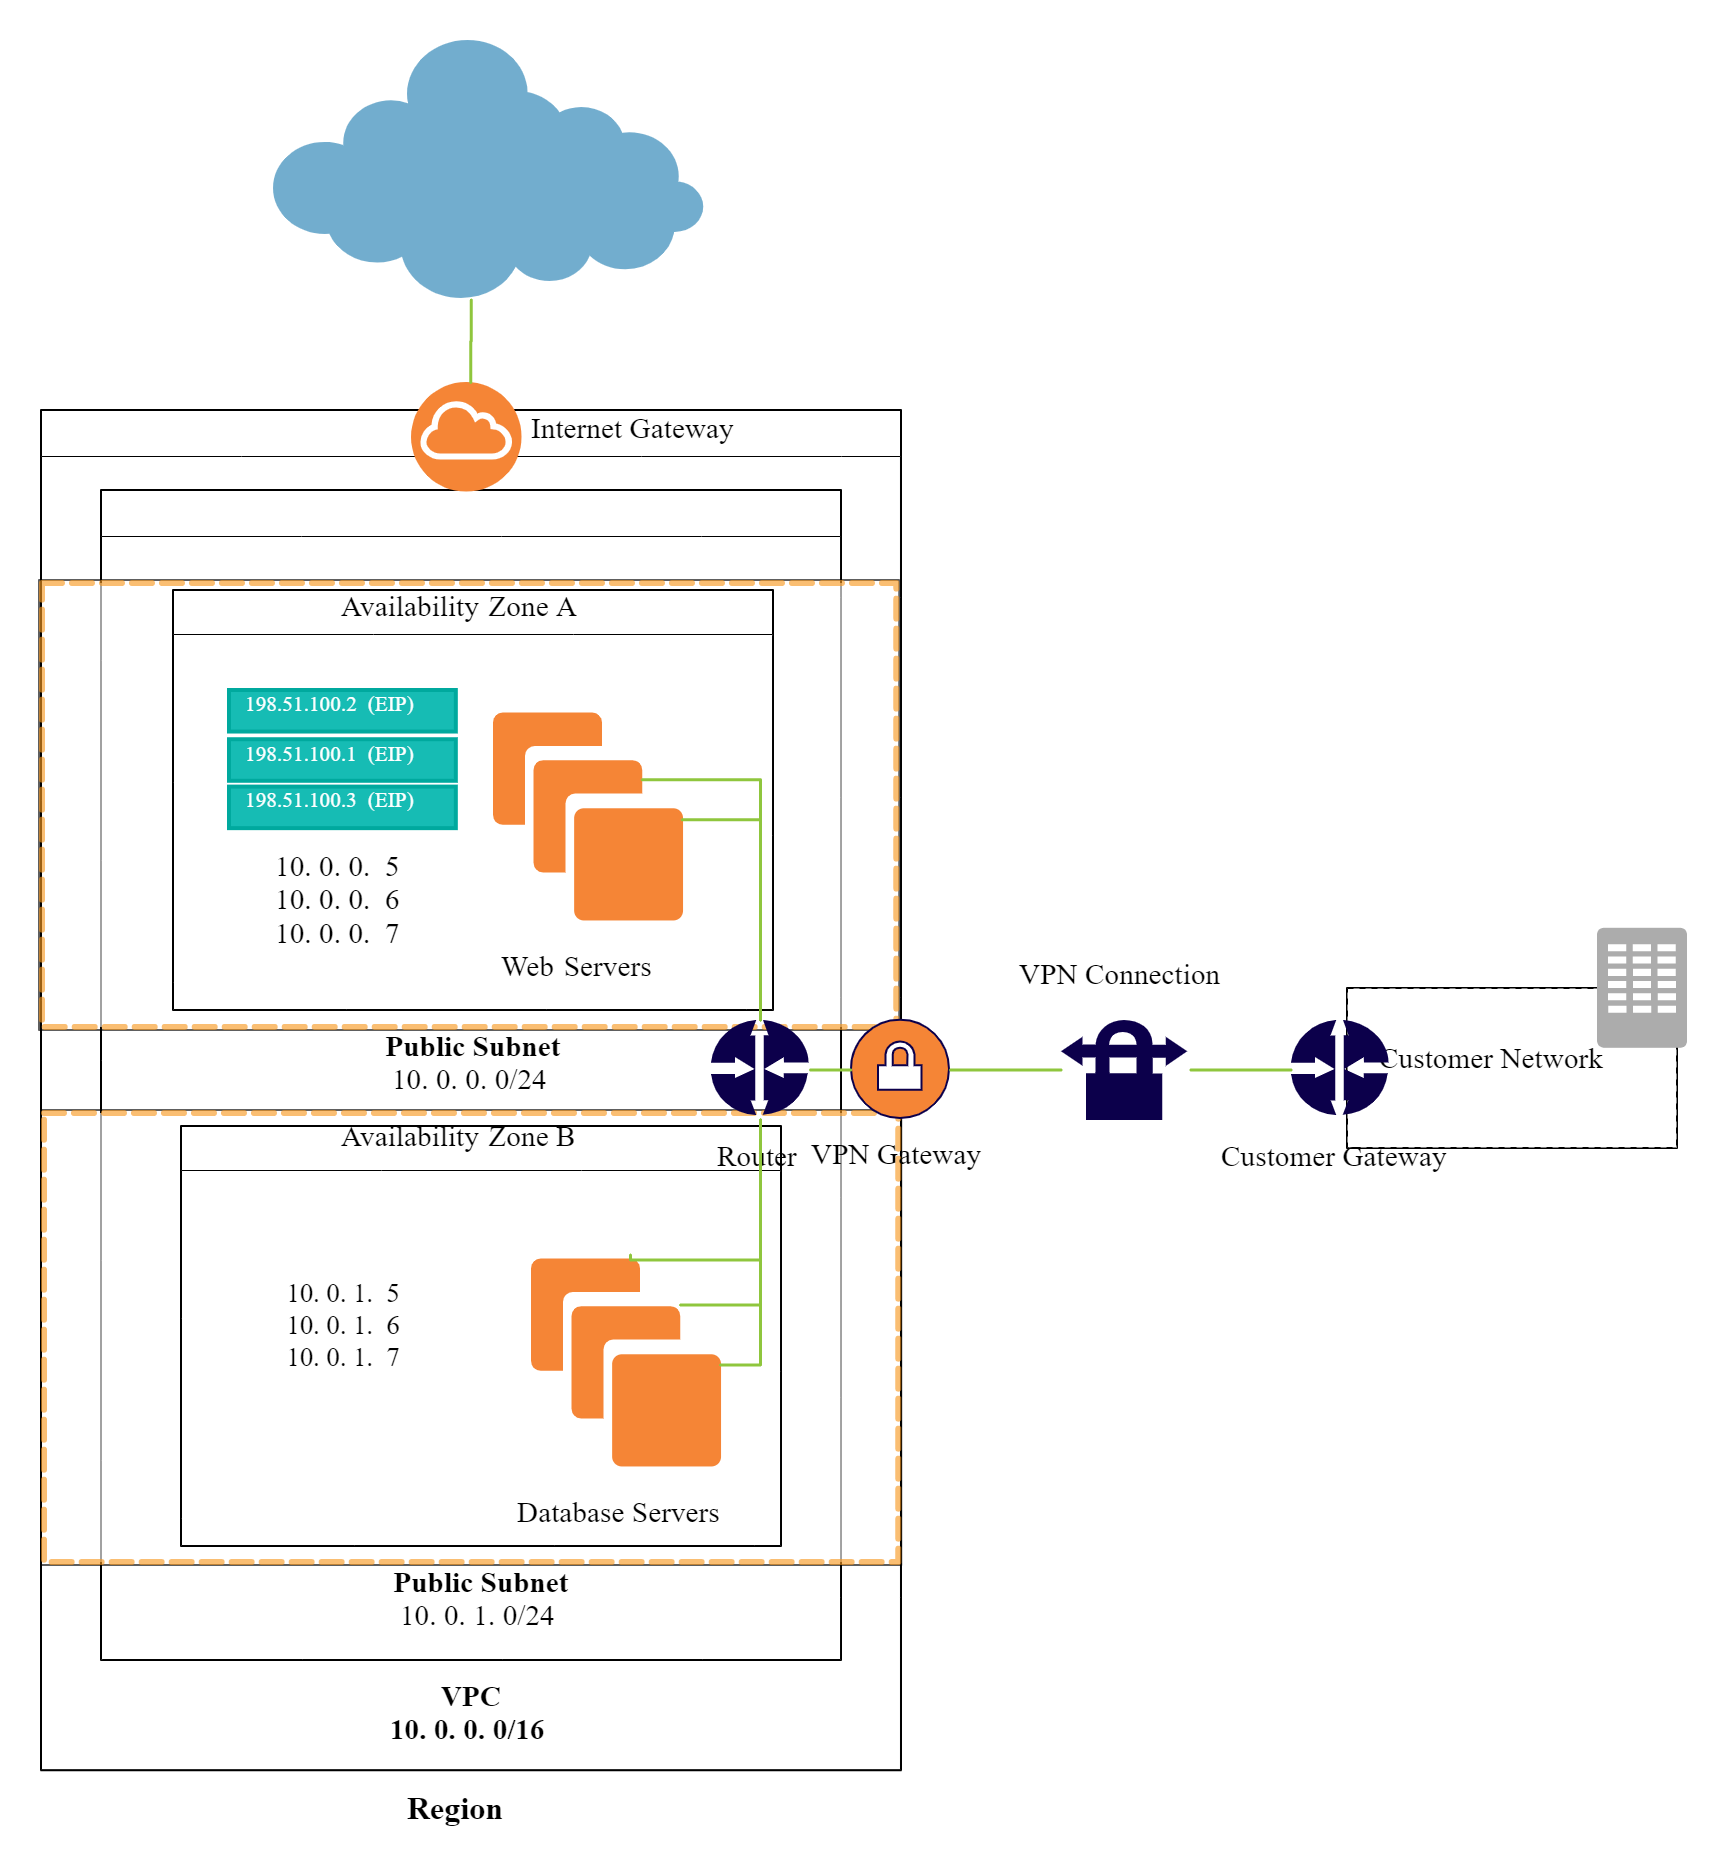 Internet Gateway
Availability Zone A
198.51.100.2 (EIP)
198.51.100.1 (EIP)
198.51.100.3 (EIP)
10. 0. 0. 5
10. 0. 0. 6
10. 0. 0. 7
Web Servers
VPN Connection
Public Subnet
10. 0. 0. 0/24
Customer Network
Availability Zone B
Router
VPN Gateway
Customer Gateway
10. 0. 1. 5
10. 0. 1. 6
10. 0. 1. 7
Database Servers
Public Subnet
10. 0. 1. 0/24
VPC
10. 0. 0. 0/16
Region